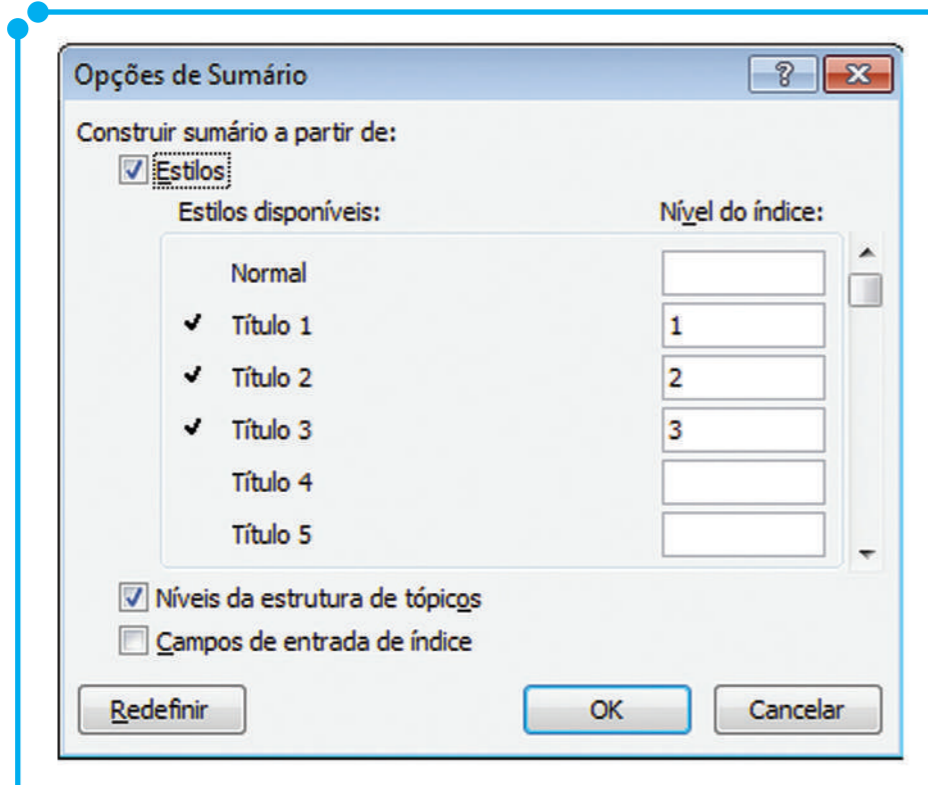 Opções de Sumário
Construir sumário a partir de:
Estilos
Estilos disponíveis: Nível do índice:
Normal
Título 1 1
Título 2 2
Título 3 3
Título 4
Título 5
Níveis da estrutura de tópicos
Campos de entrada de índice
Redefinir OK Cancelar